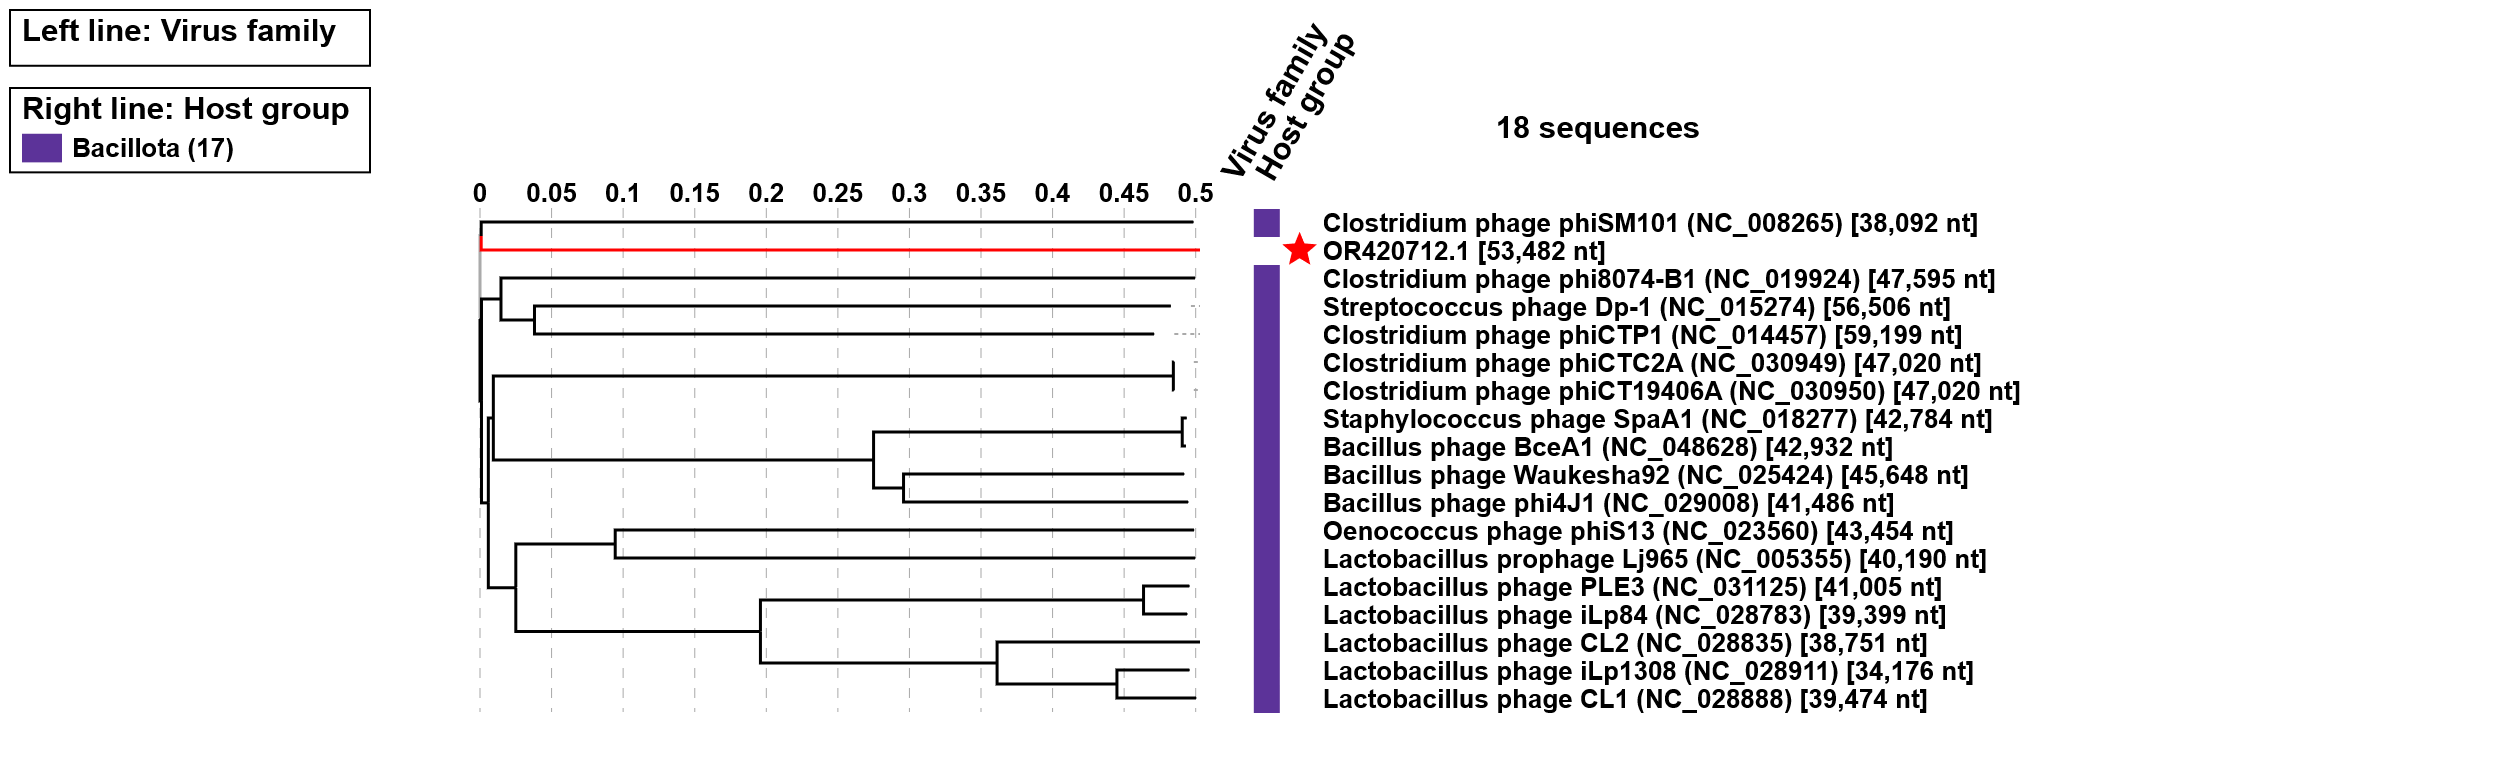 Left line: Virus family
Right line: Host group
Bacillota (17)
Virus family
Host group
18 sequences
0 0.05 0.1 0.15 0.2 0.25 0.3 0.35 0.4 0.45 0.5
Clostridium phage phiSM101 (NC_008265) [38,092 nt]
OR420712.1 [53,482 nt]
Clostridium phage phi8074-B1 (NC_019924) [47,595 nt]
Streptococcus phage Dp-1 (NC_015274) [56,506 nt]
Clostridium phage phiCTP1 (NC_014457) [59,199 nt]
Clostridium phage phiCTC2A (NC_030949) [47,020 nt]
Clostridium phage phiCT19406A (NC_030950) [47,020 nt]
Staphylococcus phage SpaA1 (NC_018277) [42,784 nt]
Bacillus phage BceA1 (NC_048628) [42,932 nt]
Bacillus phage Waukesha92 (NC_025424) [45,648 nt]
Bacillus phage phi4J1 (NC_029008) [41,486 nt]
Oenococcus phage phiS13 (NC_023560) [43,454 nt]
Lactobacillus prophage Lj965 (NC_005355) [40,190 nt]
Lactobacillus phage PLE3 (NC_031125) [41,005 nt]
Lactobacillus phage iLp84 (NC_028783) [39,399 nt]
Lactobacillus phage CL2 (NC_028835) [38,751 nt]
Lactobacillus phage iLp1308 (NC_028911) [34,176 nt]
Lactobacillus phage CL1 (NC_028888) [39,474 nt]